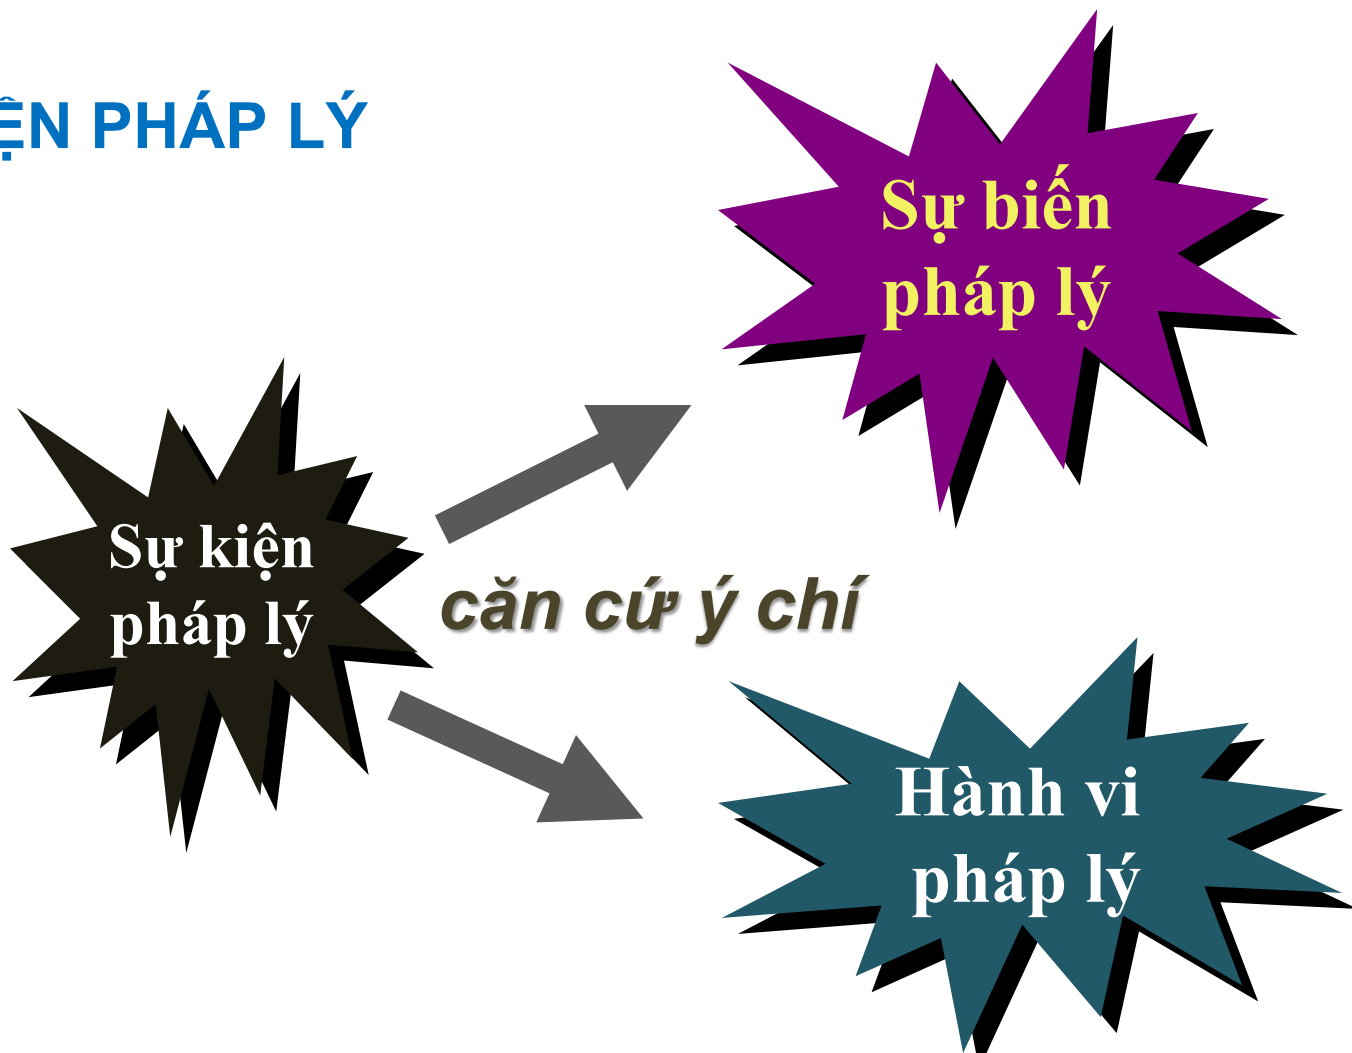 ỆN PHÁP LÝ
Sự biến
pháp lý
Sự kiện
pháp lý
căn cứ ý chí
Hành vi
pháp lý